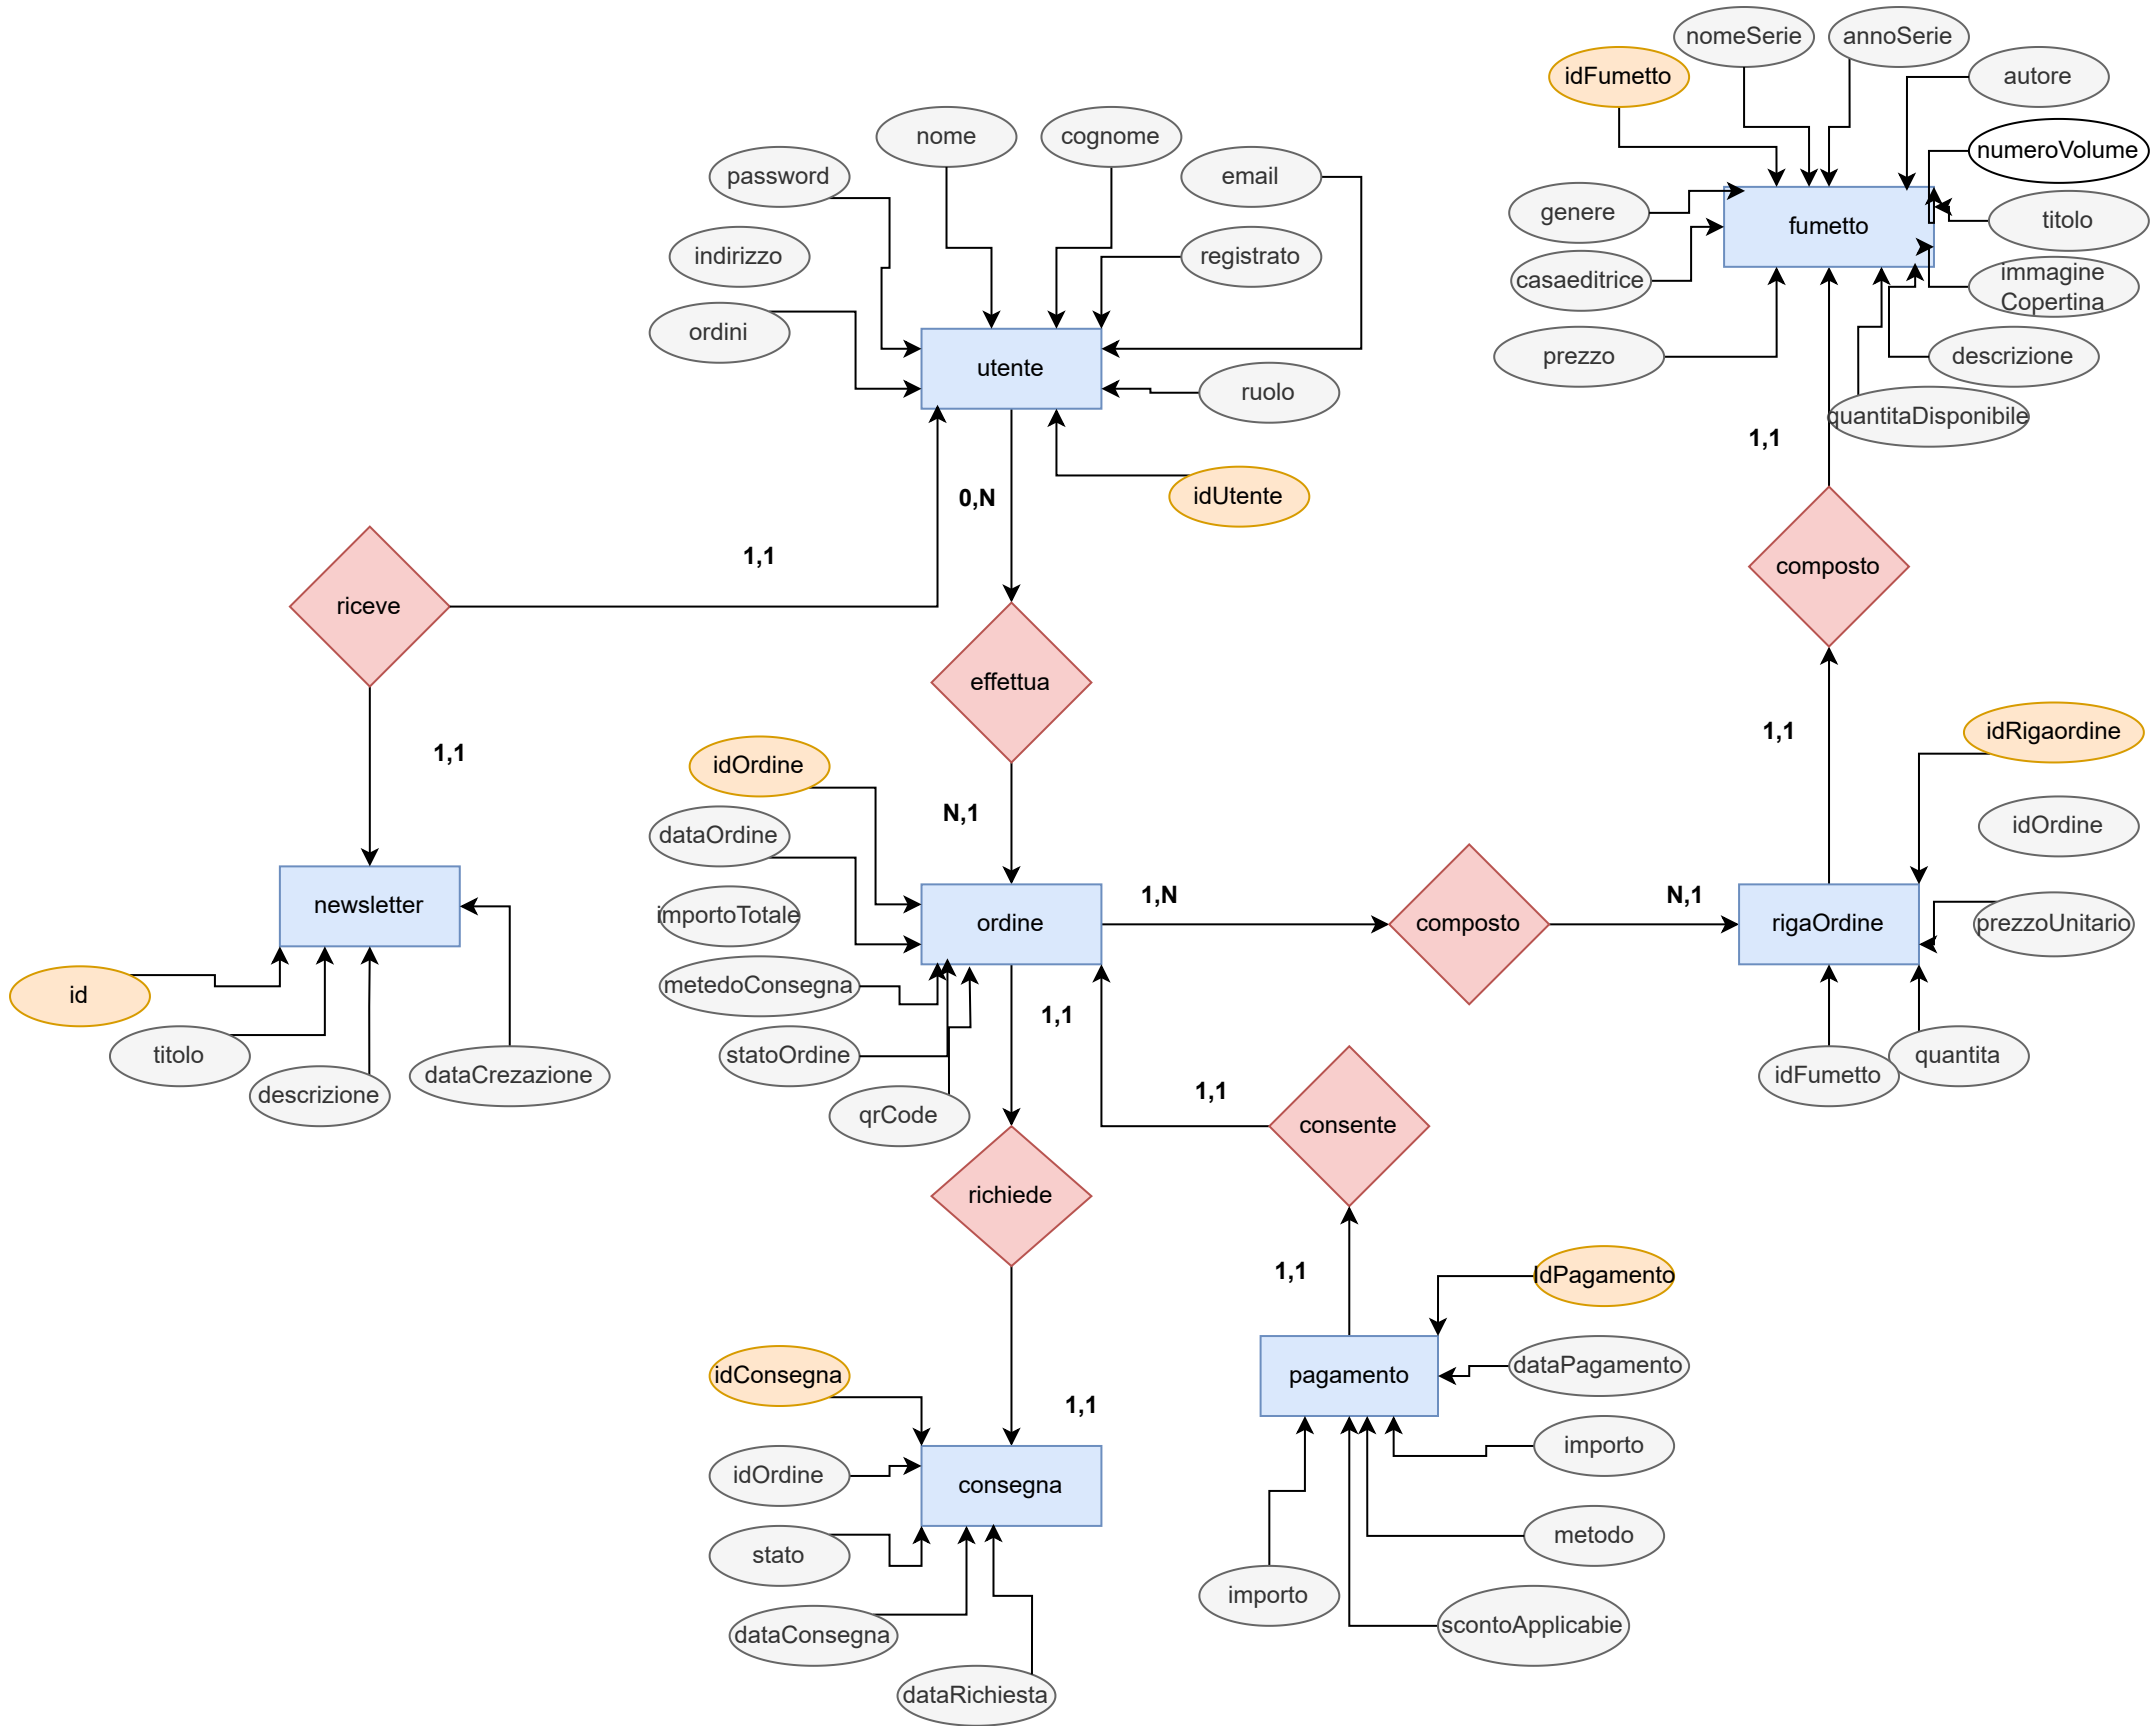 nomeSerie
annoSerie
idFumetto
autore
nome
cognome
numeroVolume
password
email
genere
fumetto
titolo
indirizzo
registrato
casaeditrice
immagine
Copertina
ordini
prezzo
descrizione
utente
ruolo
quantitaDisponibile
1,1
0,N
idUtente
1,1
composto
riceve
effettua
1,1
idRigaordine
1,1
idOrdine
N,1
idOrdine
dataOrdine
newsletter
1,N
N,1
importoTotale
ordine
composto
rigaOrdine
prezzoUnitario
id
metedoConsegna
1,1
titolo
statoOrdine
quantita
dataCrezazione
idFumetto
descrizione
1,1
qrCode
consente
richiede
1,1
IdPagamento
idConsegna
pagamento
dataPagamento
1,1
importo
idOrdine
consegna
metodo
stato
importo
scontoApplicabie
dataConsegna
dataRichiesta